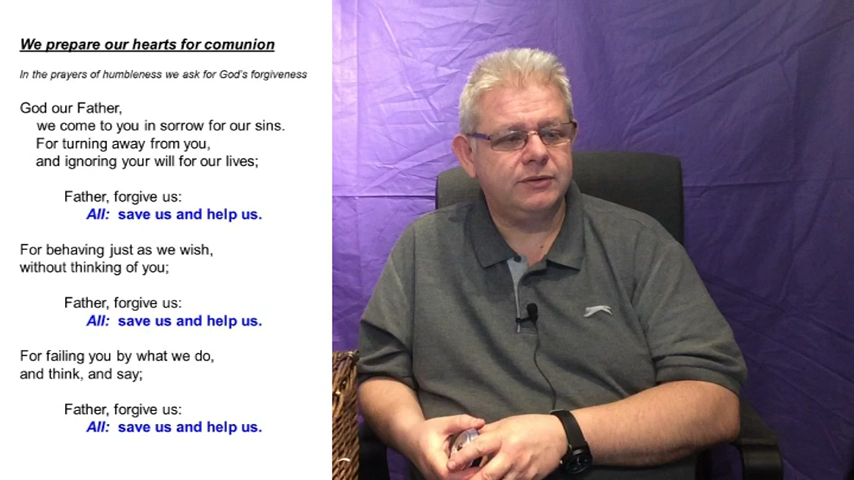 We prepare our hearts for comunion
In the prayers of humbleness we ask for God's forgiveness
God our Father,
we come to you in sorrow for our sins.
For turning away from you,
and ignoring your will for our lives;
Father, forgive us:
All: save us and help us.
For behaving just as we wish,
without thinking of you;
Father, forgive us:
All: save us and help us.
For failing you by what we do,
and think, and say;
Father, forgive us:
All: save us and help us.